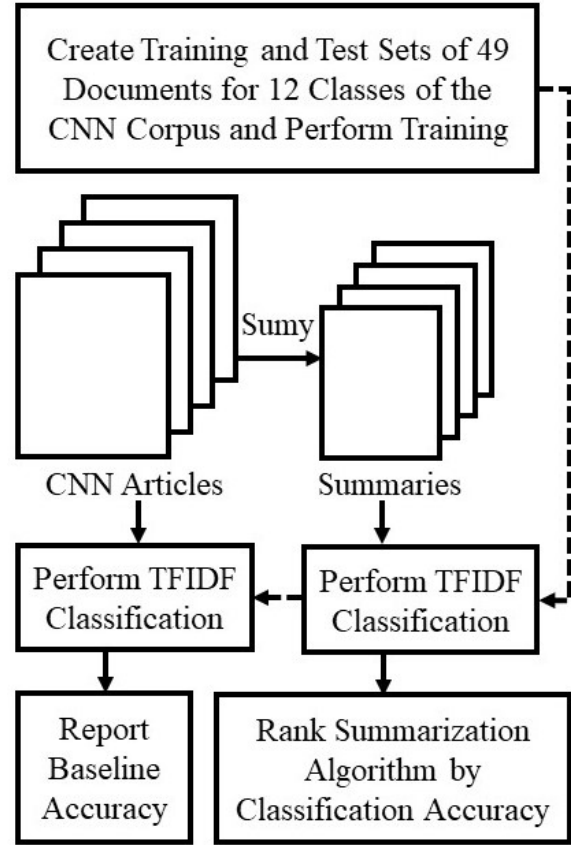 Create Training and Test Sets of 49
Documents for 12 Classes of the
CNN Corpus and Perform Training
Sumy
CNN Articles
Summaries
Perform TFIDF
Classification
Perform TFIDF
Classification
Report
Baseline
Accuracy
Rank Summarization
Algorithm by
Classification Accuracy